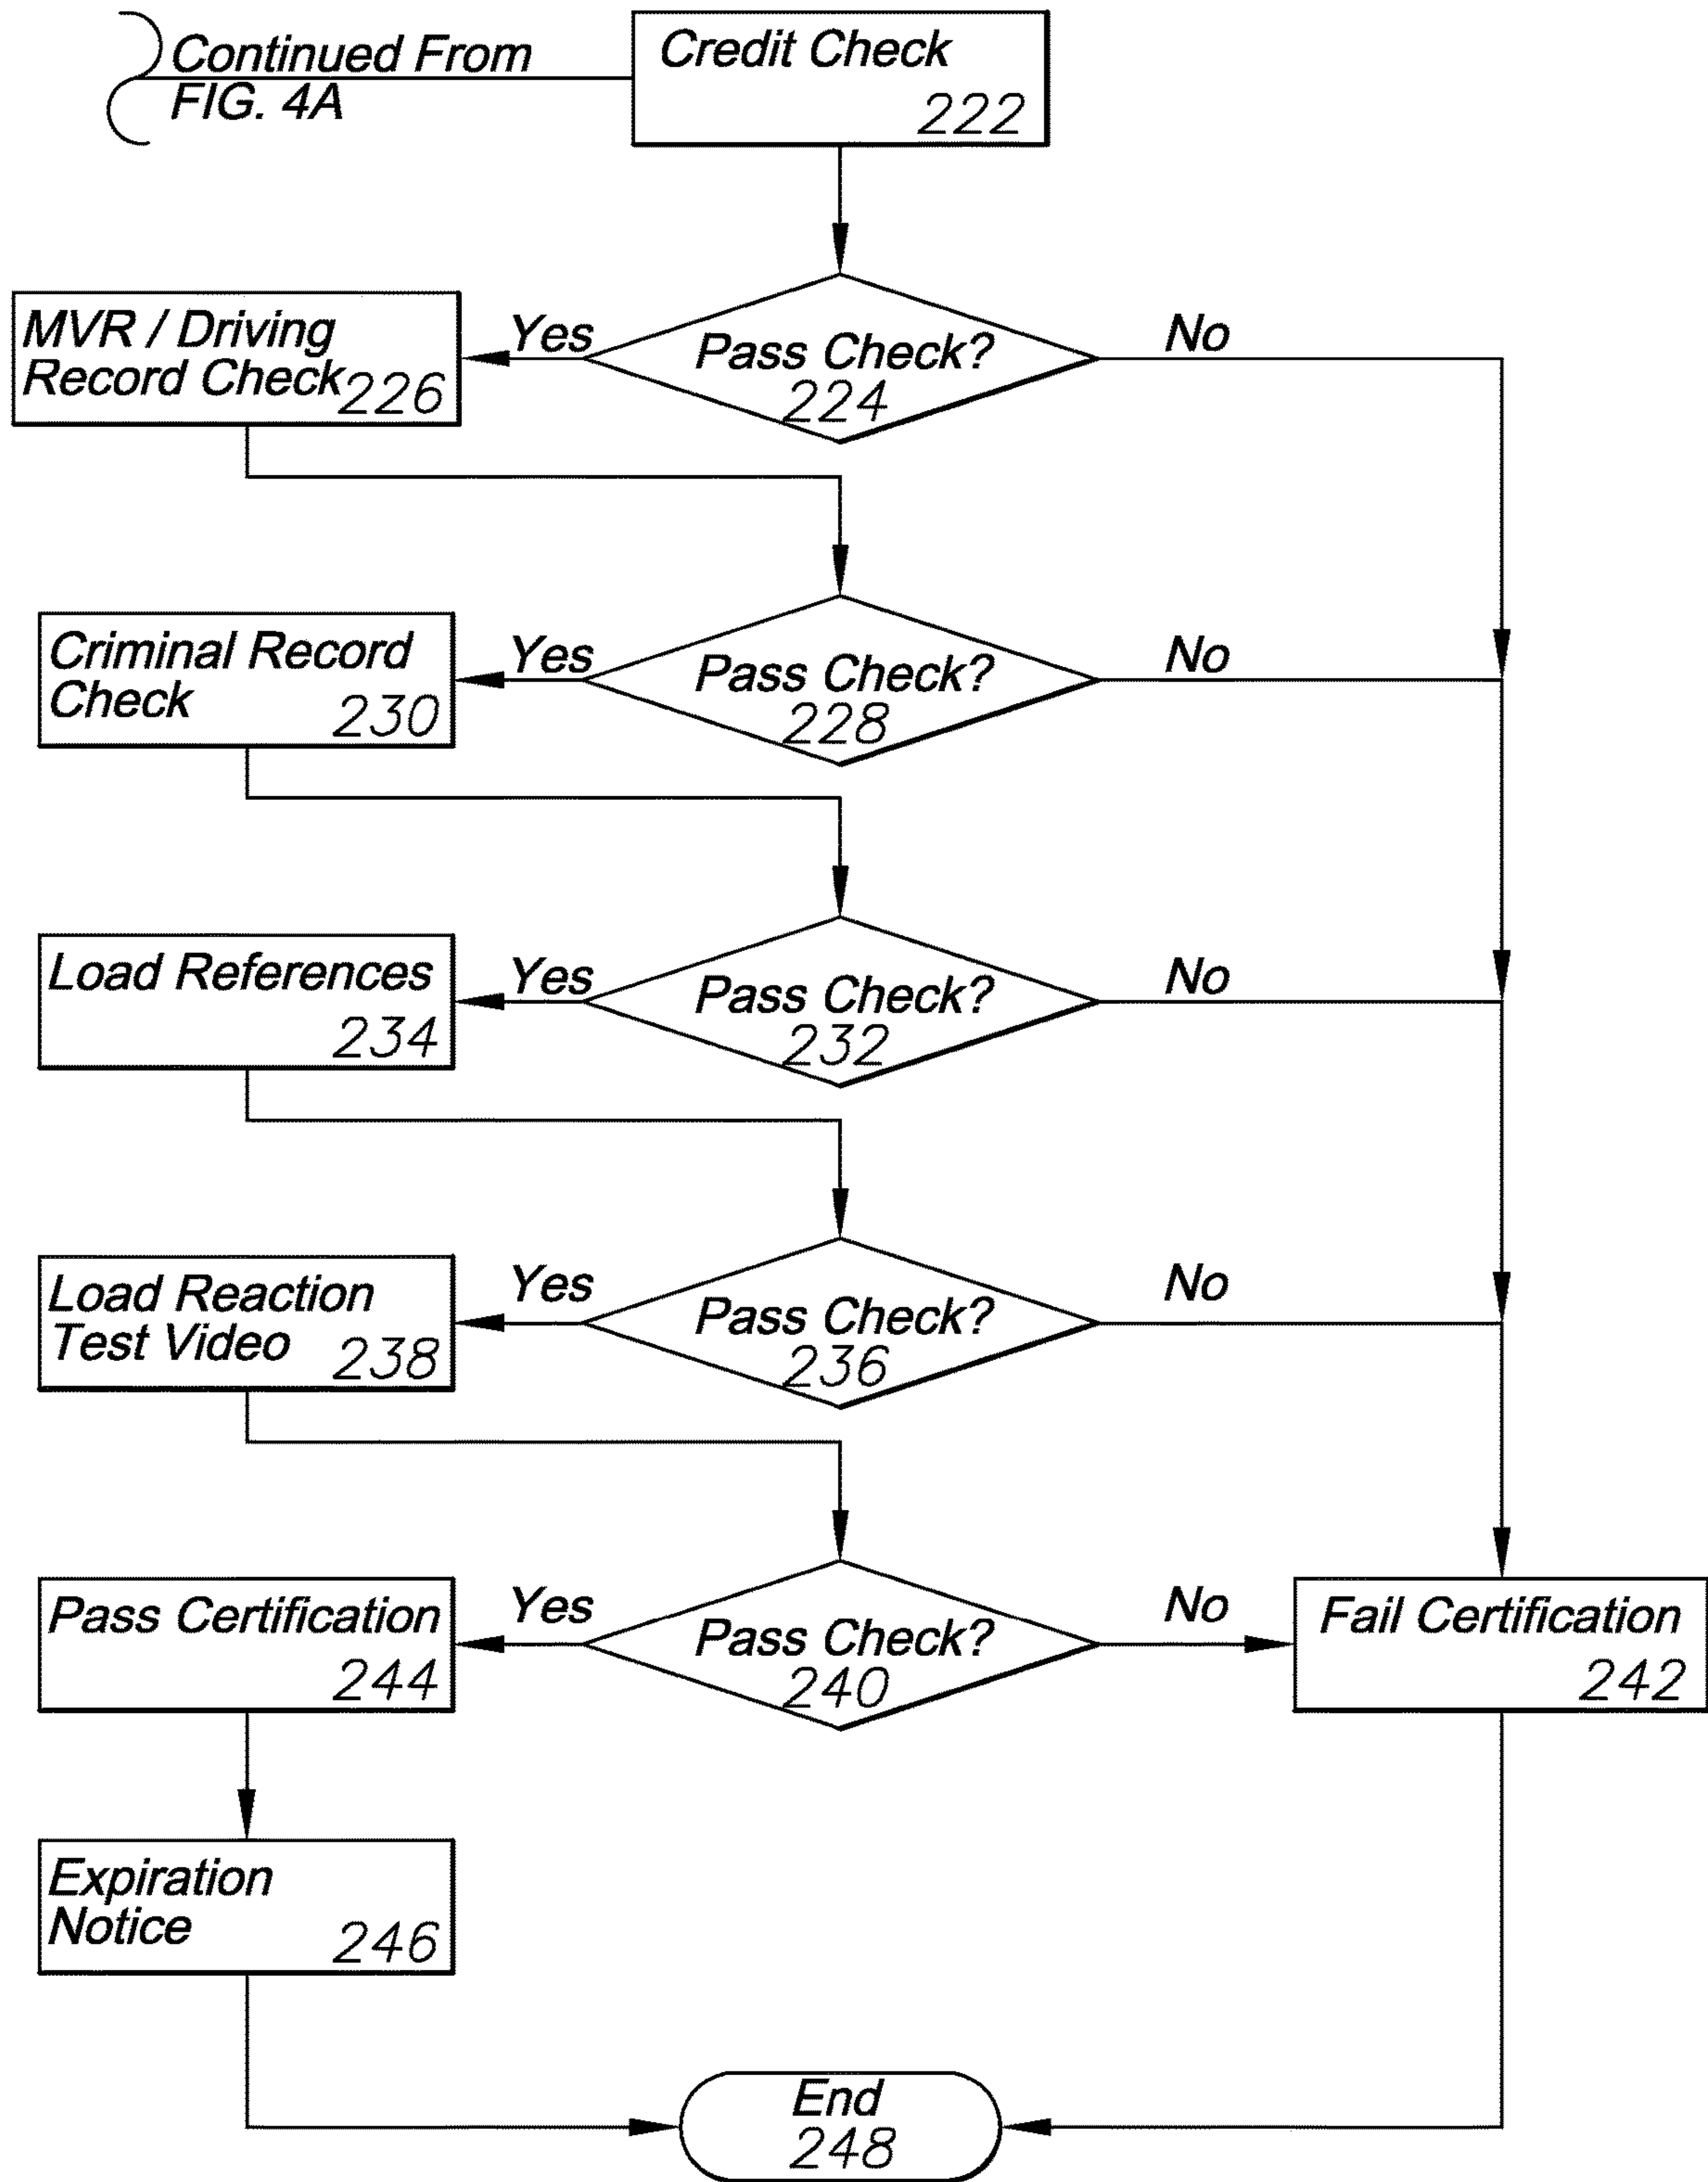 Continued From
FIG. 4A
Credit Check
222
MVR / Driving
Record Check 226
Yes
Pass Check?
224
No
Criminal Record
Check
230
Yes
Pass Check?
228
No
Load References
234
Yes
Pass Check?
232
No
Load Reaction
Test Video
238
Yes
Pass Check?
236
No
Pass Certification
244
Yes
Pass Check?
240
No
Fail Certification
242
Expiration
Notice
246
End
248